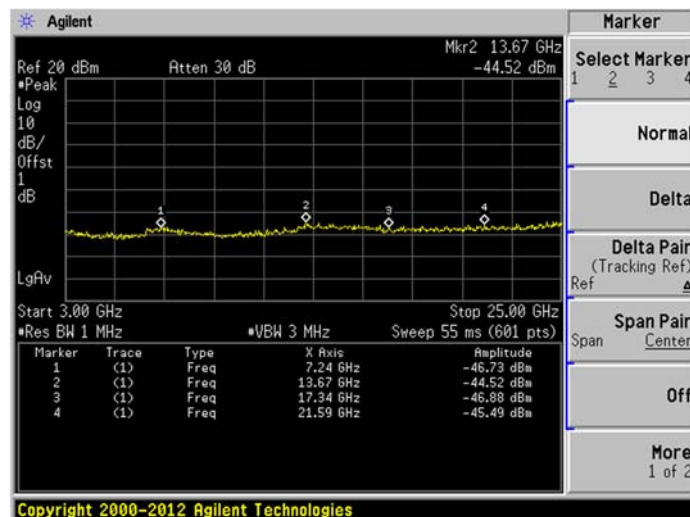 Agilent
Marker
Mkr2 13.67 GHz
Ref 20 dBm Atten 30 dB -44.52 dBm
#Peak
Log
10
dB/
Offst
1
dB
1
2
3
4
LgAv
Start 3.00 GHz Stop 25.00 GHz
#Res BW 1 MHz #VBW 3 MHz Sweep 55 ms (601 pts)
Marker Trace Type X Axis Amplitude
1 (1) Freq 7.24 GHz -46.73 dBm
2 (1) Freq 13.67 GHz -44.52 dBm
3 (1) Freq 17.34 GHz -46.88 dBm
4 (1) Freq 21.59 GHz -45.49 dBm
Select Marker
1 2 3 4
Normal
Delta
Delta Pair
(Tracking Ref)
Ref
Span Pair
Span Center
Off
More
1 of 2
Copyright 2000-2012 Agilent Technologies